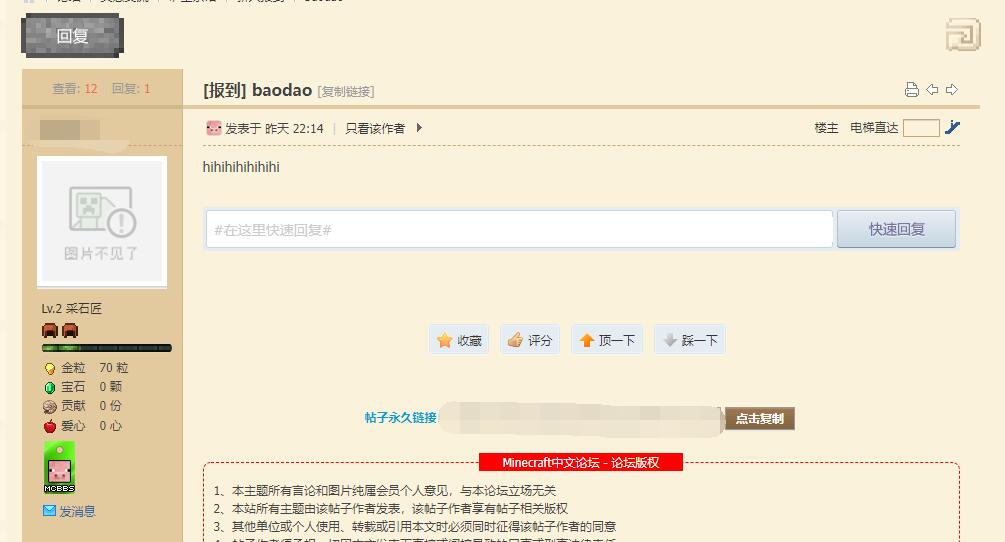 回复
查看: 12 回复: 1
[报到] baodao [复制链接]
发表于 昨天 22:14 | 只看该作者
楼主 电梯直达
hihihihihihihi
图片不见了
#在这里快速回复#
快速回复
Lv.2 采石匠
金粒 70 粒
宝石 0 颗
贡献 0 份
爱心 0 心
MCBBS
发消息
收藏
评分
顶一下
踩一下
帖子永久链接
点击复制
Minecraft中文论坛 - 论坛版权
1、本主题所有言论和图片纯属会员个人意见，与本论坛立场无关
2、本站所有主题由该帖子作者发表，该帖子作者享有帖子相关版权
3、其他单位或个人使用、转载或引用本文时必须同时征得该帖子作者的同意